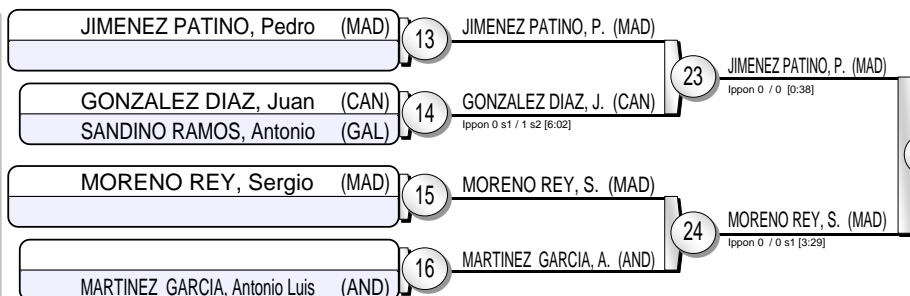 JIMENEZ PATINO, Pedro (MAD)
13
JIMENEZ PATINO, P. (MAD)
GONZALEZ DIAZ, Juan (CAN)
SANDINO RAMOS, Antonio (GAL)
14
GONZALEZ DIAZ, J. (CAN)
Ippon 0 s1 / 1 s2 [6:02]
23
JIMENEZ PATINO, P. (MAD)
Ippon 0 / 0 [0:38]
MORENO REY, Sergio (MAD)
15
MORENO REY, S. (MAD)
MARTINEZ GARCIA, Antonio Luis (AND)
16
MARTINEZ GARCIA, A. (AND)
24
MORENO REY, S. (MAD)
Ippon 0 / 0 s1 [3:29]